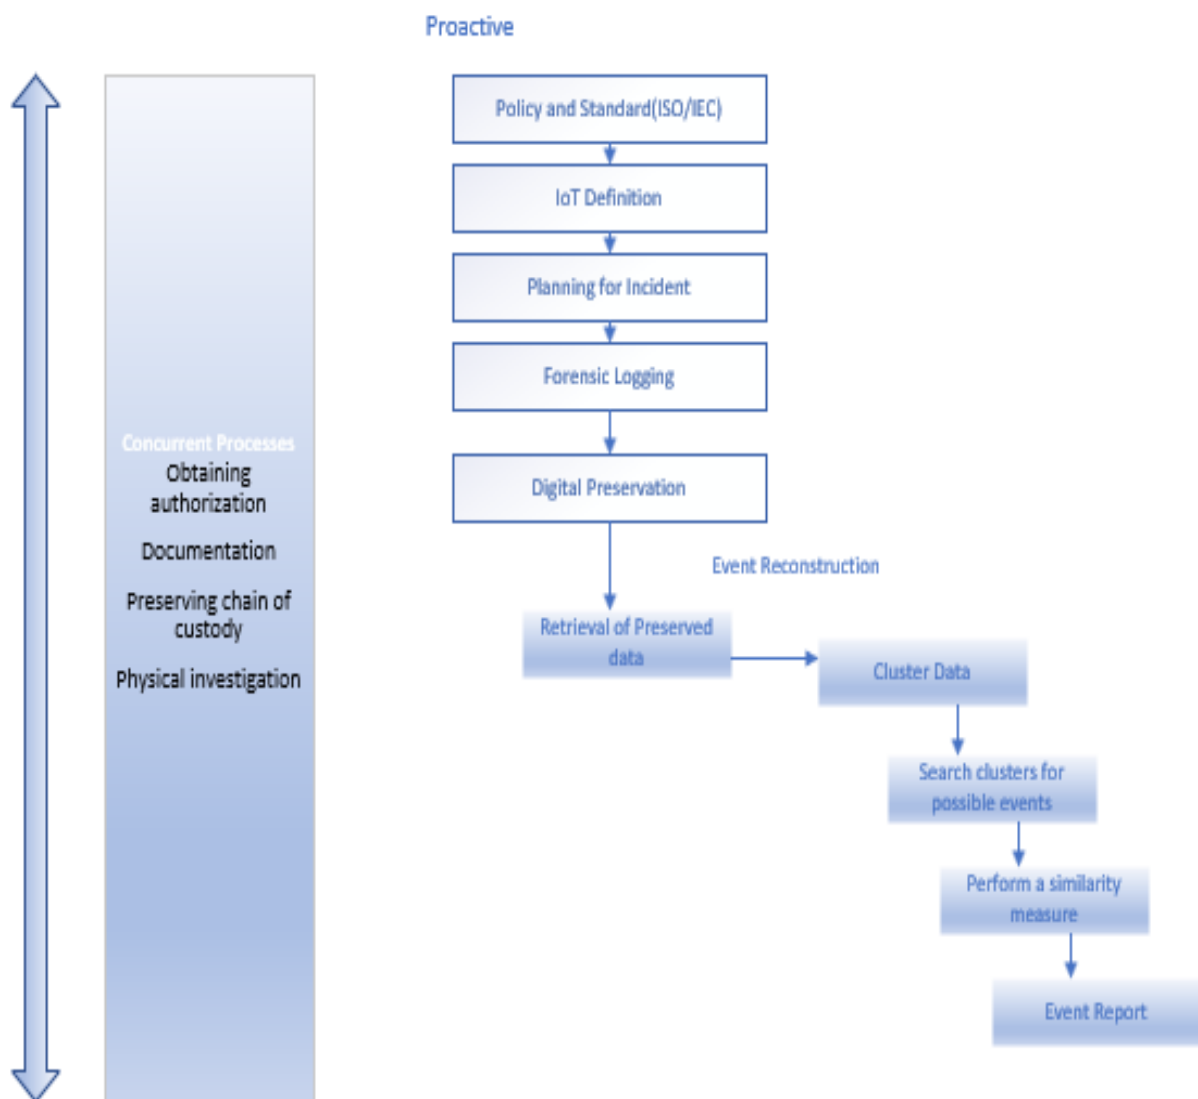 Proactive
Policy and Standard(ISO/IEC)
IoT Definition
Planning for Incident
Forensic Logging
Digital Preservation
Concurrent Processes
Obtaining
authorization
Documentation
Preserving chain of
custody
Physical investigation
Event Reconstruction
Retrieval of Preserved
data
Cluster Data
Search clusters for
possible events
Perform a similarity
measure
Event Report